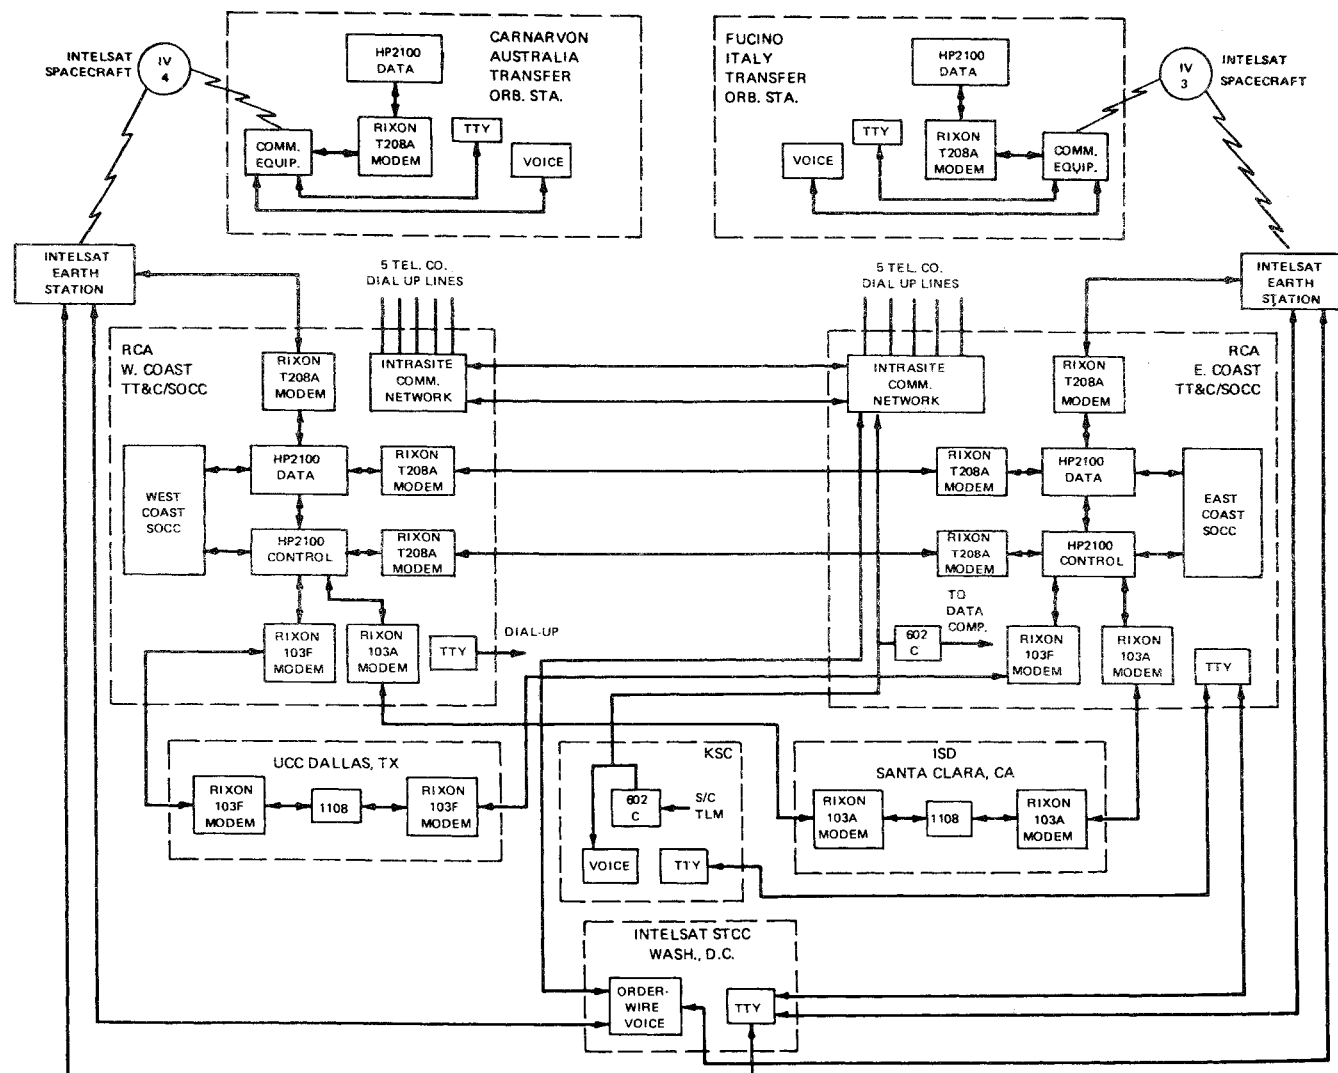 INTELSAT
SPACECRAFT
IV
4
HP2100
DATA
CARNARVON
AUSTRALIA
TRANSFER
ORB. STA.
COMM.
EQUIP.
RIXON
T208A
MODEM
TTY
VOICE
FUCINO
ITALY
TRANSFER
ORB. STA.
HP2100
DATA
VOICE
TTY
RIXON
T208A
MODEM
COMM.
EQUIP.
IV
3
INTELSAT
SPACECRAFT
INTELSAT
EARTH
STATION
5 TEL. CO.
DIAL UP LINES
5 TEL. CO.
DIAL UP LINES
INTELSAT
EARTH
STATION
RCA
W. COAST
TT&C/SOCC
RIXON
T208A
MODEM
INTRASITE
COMM.
NETWORK
WEST
COAST
SOCC
HP2100
DATA
RIXON
T208A
MODEM
HP2100
CONTROL
RIXON
T208A
MODEM
RIXON
103F
MODEM
RIXON
103A
MODEM
TTY
DIAL-UP
INTRASITE
COMM.
NETWORK
RIXON
T208A
MODEM
RCA
E. COAST
TT&C/SOCC
RIXON
T208A
MODEM
HP2100
DATA
EAST
COAST
SOCC
RIXON
T208A
MODEM
HP2100
CONTROL
602
C
TO
DATA
COMP.
RIXON
103F
MODEM
RIXON
103A
MODEM
TTY
UCC DALLAS, TX
RIXON
103F
MODEM
1108
RIXON
103F
MODEM
KSC
602
C
S/C
TLM
VOICE
TTY
ISD
SANTA CLARA, CA
RIXON
103A
MODEM
1108
RIXON
103A
MODEM
INTELSAT STCC
WASH., D.C.
ORDER-
WIRE
VOICE
TTY